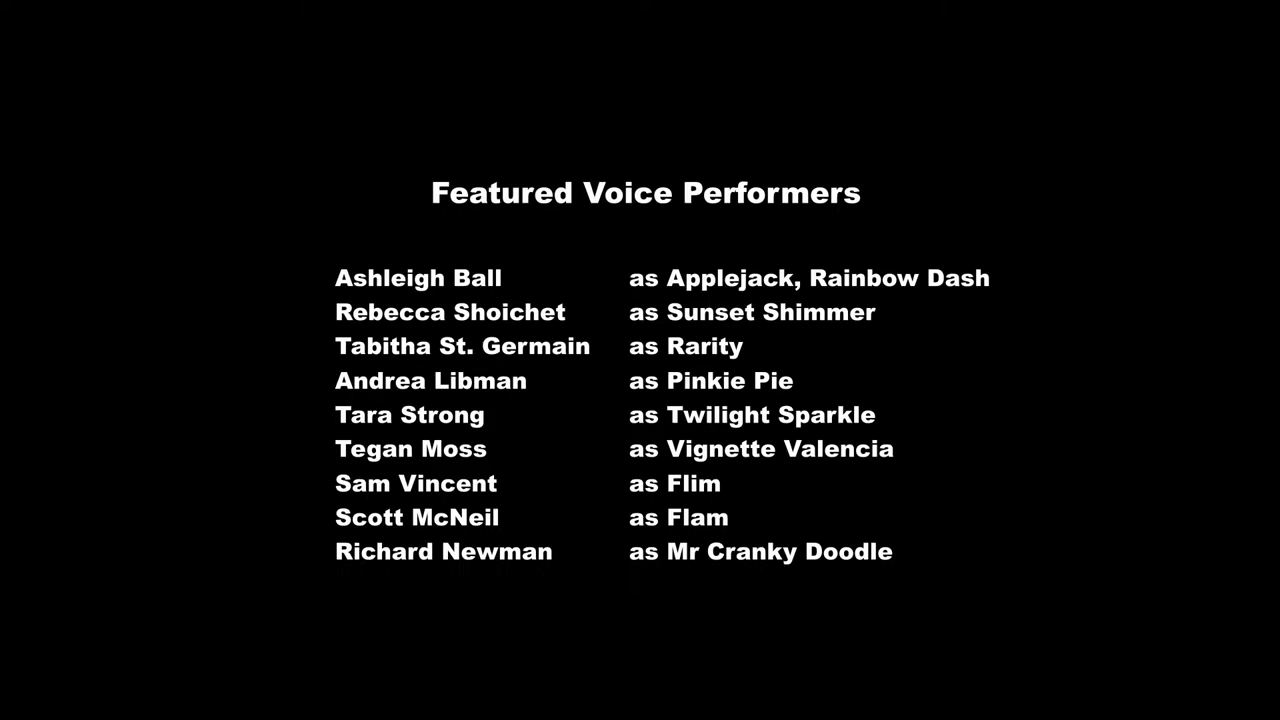 Featured Voice Performers
Ashleigh Ball as Applejack, Rainbow Dash
Rebecca Shoichet as Sunset Shimmer
Tabitha St. Germain as Rarity
Andrea Libman as Pinkie Pie
Tara Strong as Twilight Sparkle
Tegan Moss as Vignette Valencia
Sam Vincent as Flim
Scott McNeil as Flam
Richard Newman as Mr Cranky Doodle